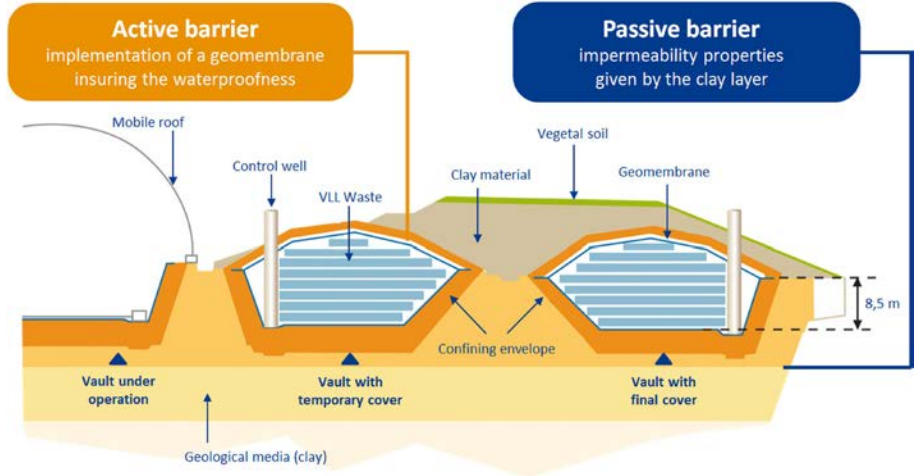 Active barrier
implementation of a geomembrane
insuring the waterproofness
Passive barrier
impermeability properties
given by the clay layer
Mobile roof
Control well
VLL Waste
Clay material
Vegetal soil
Geomembrane
8,5 m
Confining envelope
Vault under
operation
Vault with
temporary cover
Vault with
final cover
Geological media (clay)